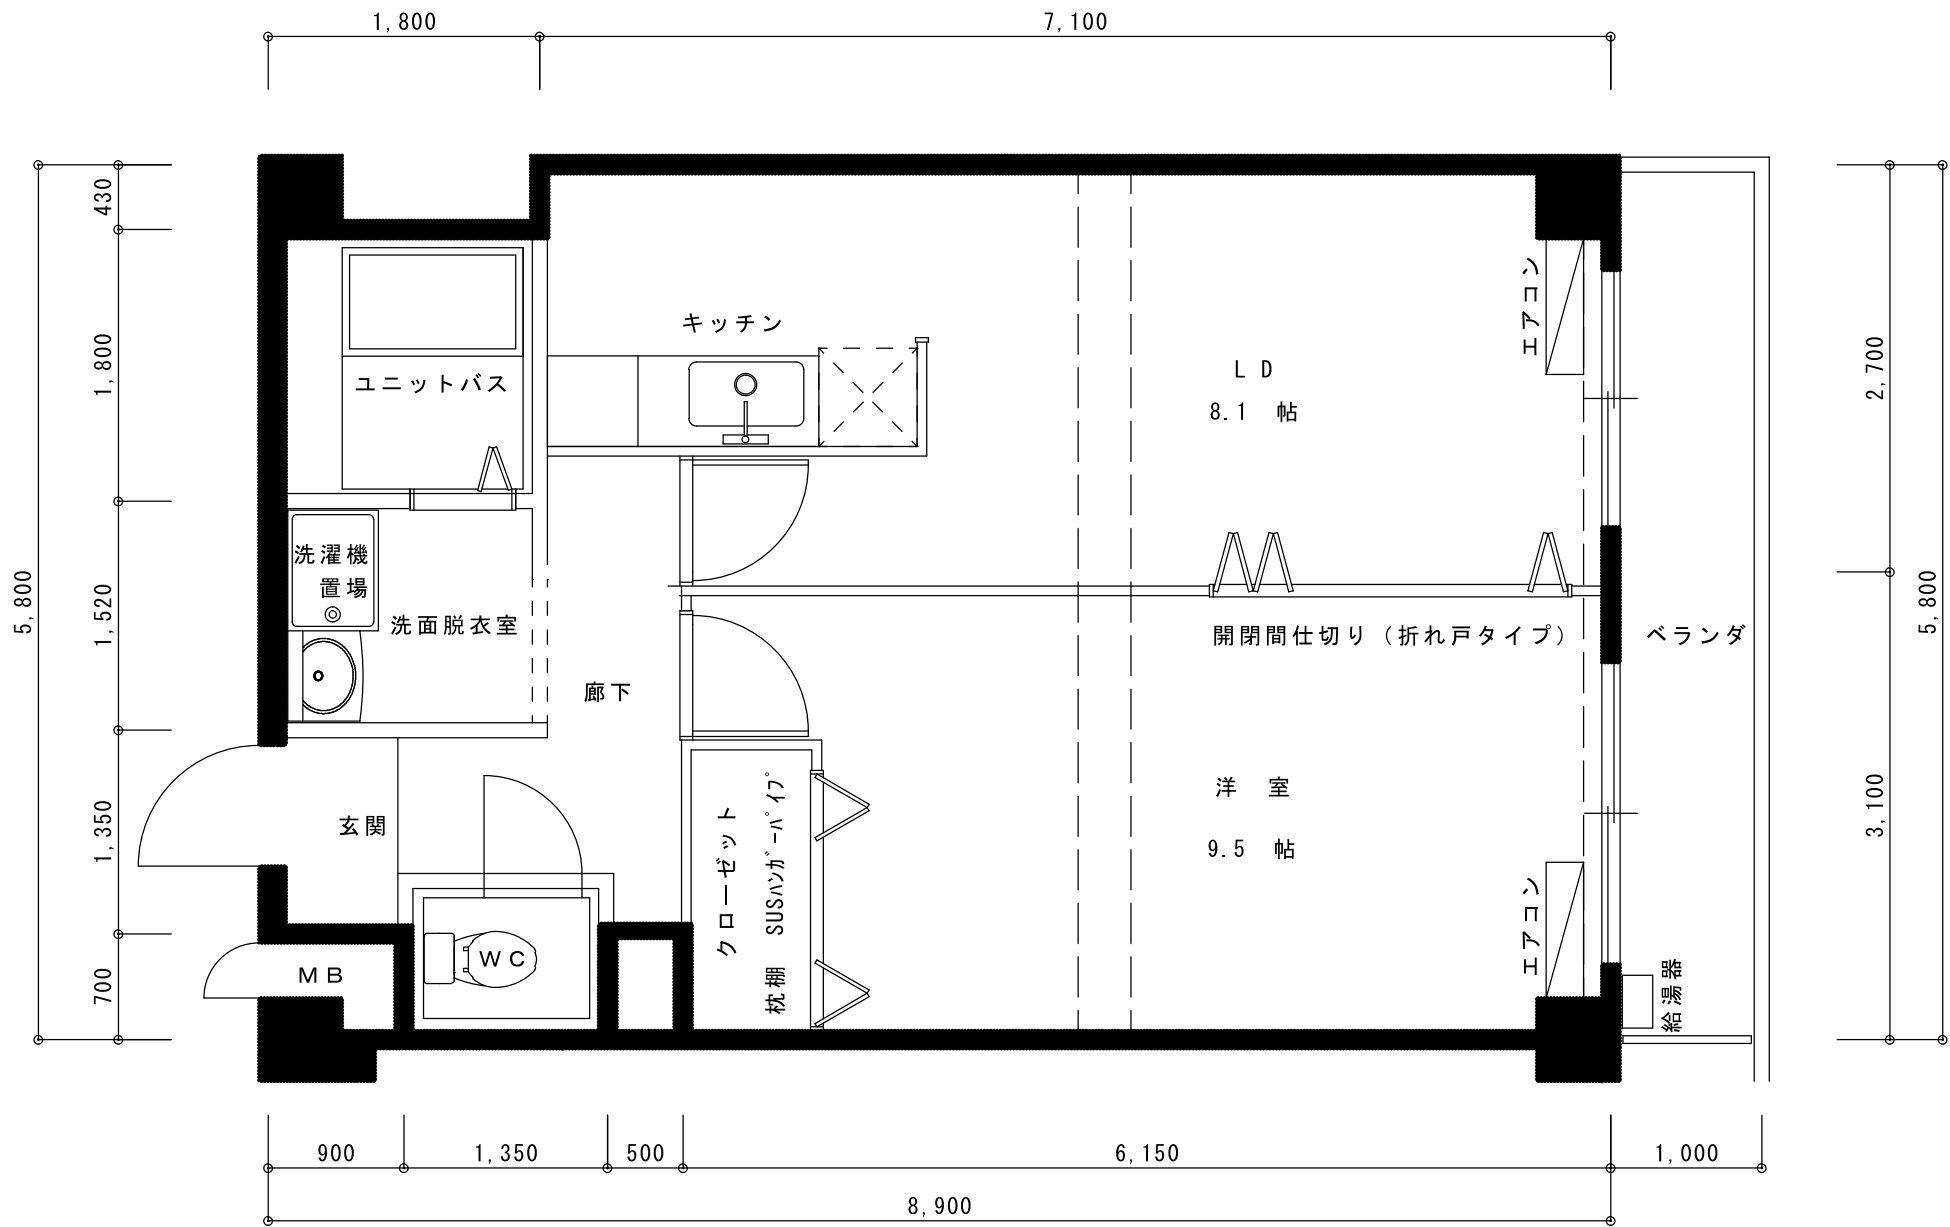 1,800
7,100
430
1,800
1,520
1,350
700
5,800
キッチン
ユニットバス
LD
8.1 帖
エアコン
2,700
3,100
5,800
洗濯機
置場
洗面脱衣室
廊下
開閉間仕切り（折れ戸タイプ）
ベランダ
玄関
洋 室
9.5 帖
クローゼット
枕棚 SUSﾊﾝｶﾞｰﾊﾟｲﾌﾟ
エアコン
MB
WC
給湯器
900
1,350
500
6,150
1,000
8,900